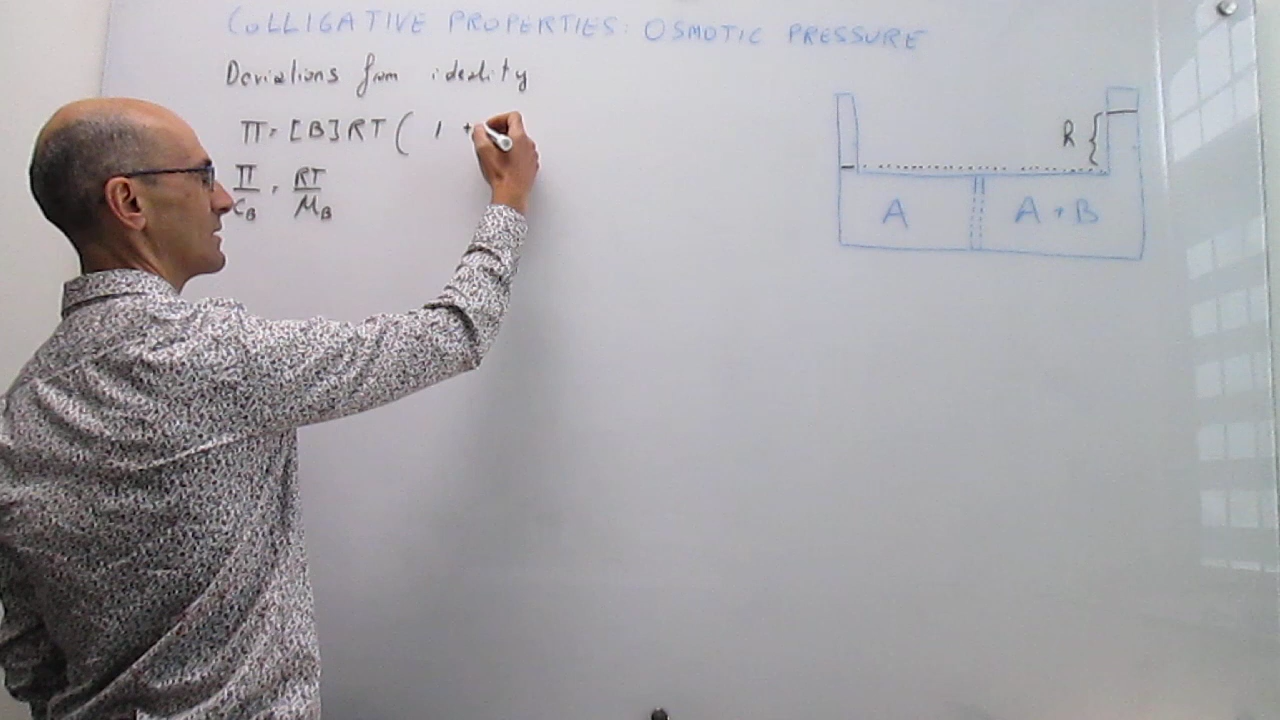 COLLIGATIVE PROPERTIES: OSMOTIC PRESSURE
Deviations from ideality
π = [B]RT ( 1 +
π/C_B = RT/M_B
h
A
A + B